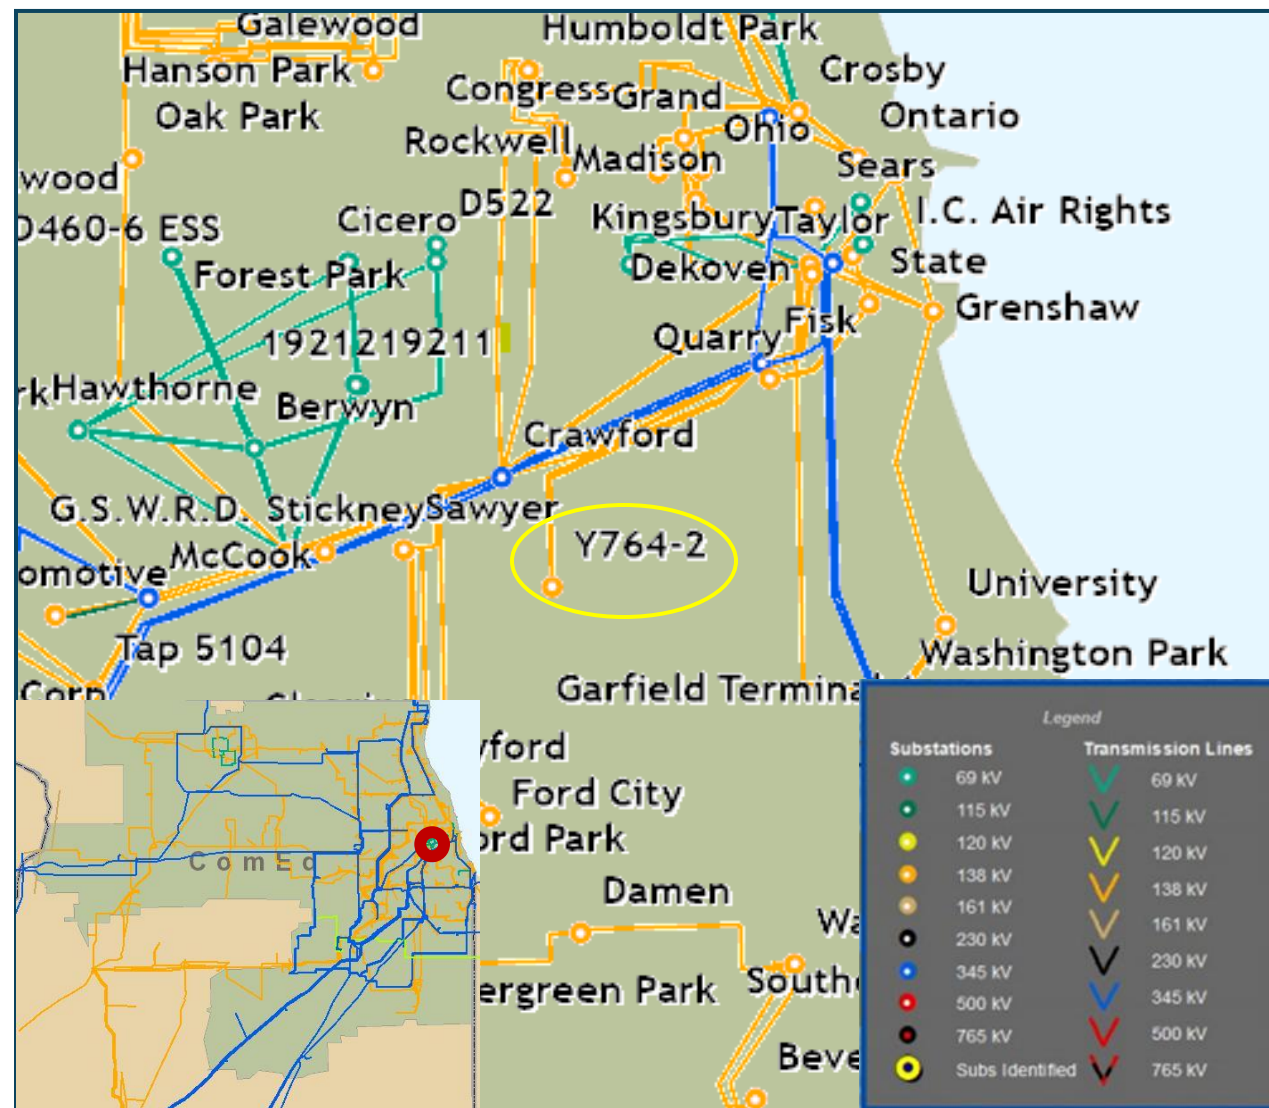 Galewood
Humboldt Park
Hanson Park
Crosby
Oak Park
Congress
Grand
Ohio
Ontario
Rockwell
Madison
Sears
wood
D460-6 ESS
Cicero
D522
Kingsbury
Taylor
I.C. Air Rights
Forest Park
Dekoven
State
1921219211
Quarry
Fisk
Grenshaw
rk
Hawthorne
Berwyn
Crawford
G.S.W.R.D. Stickney
Sawyer
McCook
Y764-2
omotive
University
Tap 5104
Washington Park
Corp
Garfield Terminal
yford
Ford City
ord Park
Damen
Wa
ergreen Park
South
Beve
ComEd
Legend
Substations
Transmission Lines
69 kV
69 kV
115 kV
115 kV
120 kV
120 kV
138 kV
138 kV
161 kV
161 kV
230 kV
230 kV
345 kV
345 kV
500 kV
500 kV
765 kV
765 kV
Subs Identified